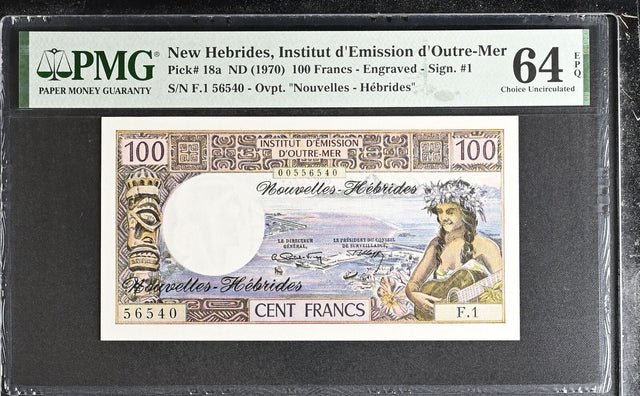 PMG®
PAPER MONEY GUARANTY
New Hebrides, Institut d'Emission d'Outre-Mer
Pick# 18a ND (1970) 100 Francs - Engraved - Sign. #1
S/N F.1 56540 - Ovpt. "Nouvelles - Hébrides"
64
EPQ
Choice Uncirculated
100
INSTITUT D'ÉMISSION
D'OUTRE-MER
100
00556540
Nouvelles-Hébrides
LE DIRECTEUR
GÉNÉRAL,
LE PRÉSIDENT DU CONSEIL
DE SURVEILLANCE,
Nouvelles-Hébrides
56540
CENT FRANCS
F.1